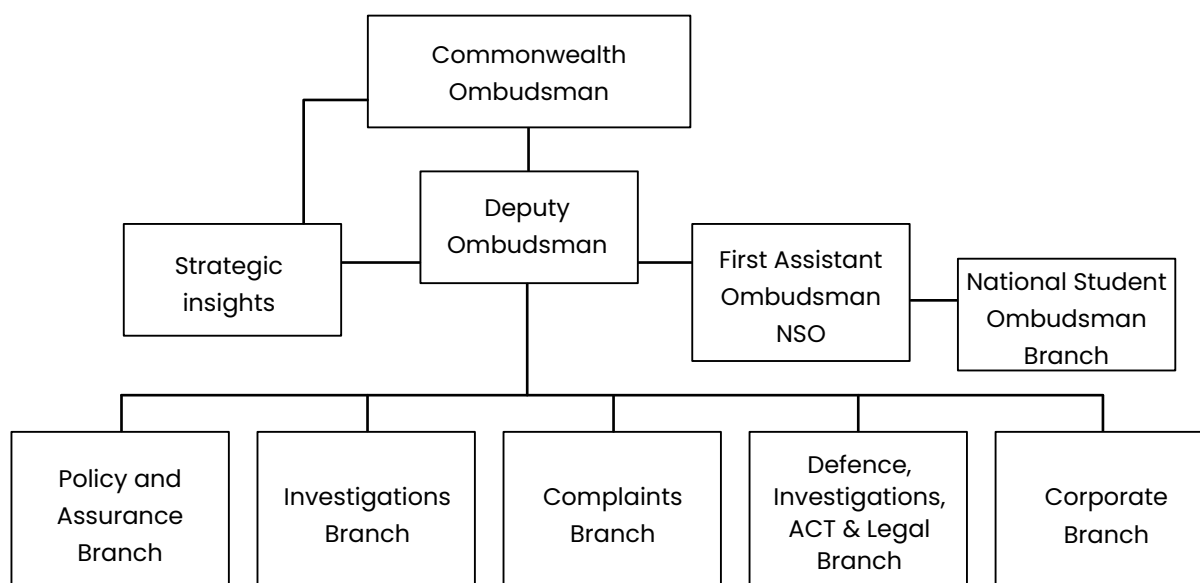 Commonwealth
Ombudsman
Deputy
Ombudsman
Strategic
insights
First Assistant
Ombudsman
NSO
National Student
Ombudsman
Branch
Policy and
Assurance
Branch
Investigations
Branch
Complaints
Branch
Defence,
Investigations,
ACT & Legal
Branch
Corporate
Branch